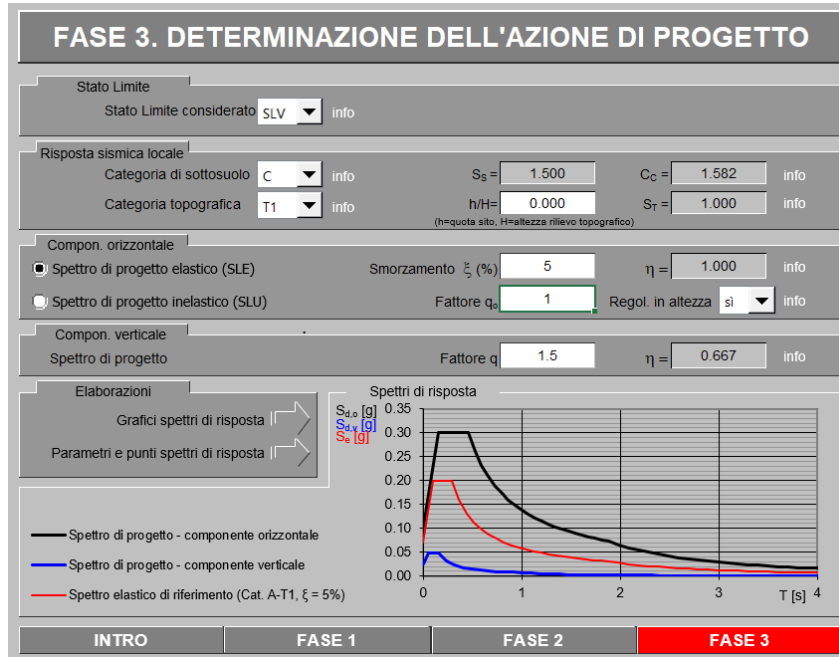 FASE 3. DETERMINAZIONE DELL'AZIONE DI PROGETTO
Stato Limite
Stato Limite considerato SLV info
Risposta sismica locale
Categoria di sottosuolo C info S_S = 1.500 C_C = 1.582 info
Categoria topografica T1 info h/H= 0.000 S_T = 1.000 info
(h=quota sito, H=altezza rilievo topografico)
Compon. orizzontale
Spettro di progetto elastico (SLE) Smorzamento ξ (%) 5 η = 1.000 info
Spettro di progetto inelastico (SLU) Fattore q_o 1 Regol. in altezza sì info
Compon. verticale
Spettro di progetto Fattore q 1.5 η = 0.667 info
Elaborazioni
Grafici spettri di risposta
Parametri e punti spettri di risposta
Spettri di risposta
S_d,o [g]
S_d,v [g]
S_e [g]
0.35
0.30
0.25
0.20
0.15
0.10
0.05
0.00
0 1 2 3 T [s] 4
Spettro di progetto - componente orizzontale
Spettro di progetto - componente verticale
Spettro elastico di riferimento (Cat. A-T1, ξ = 5%)
INTRO FASE 1 FASE 2 FASE 3